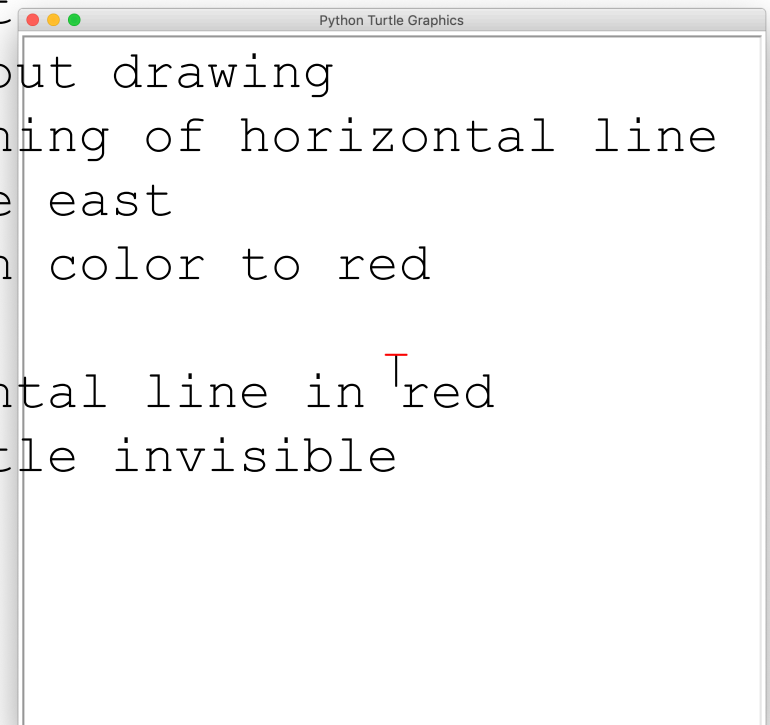 t
Python Turtle Graphics
out drawing
ning of horizontal line
e east
n color to red
ntal line in red
tle invisible